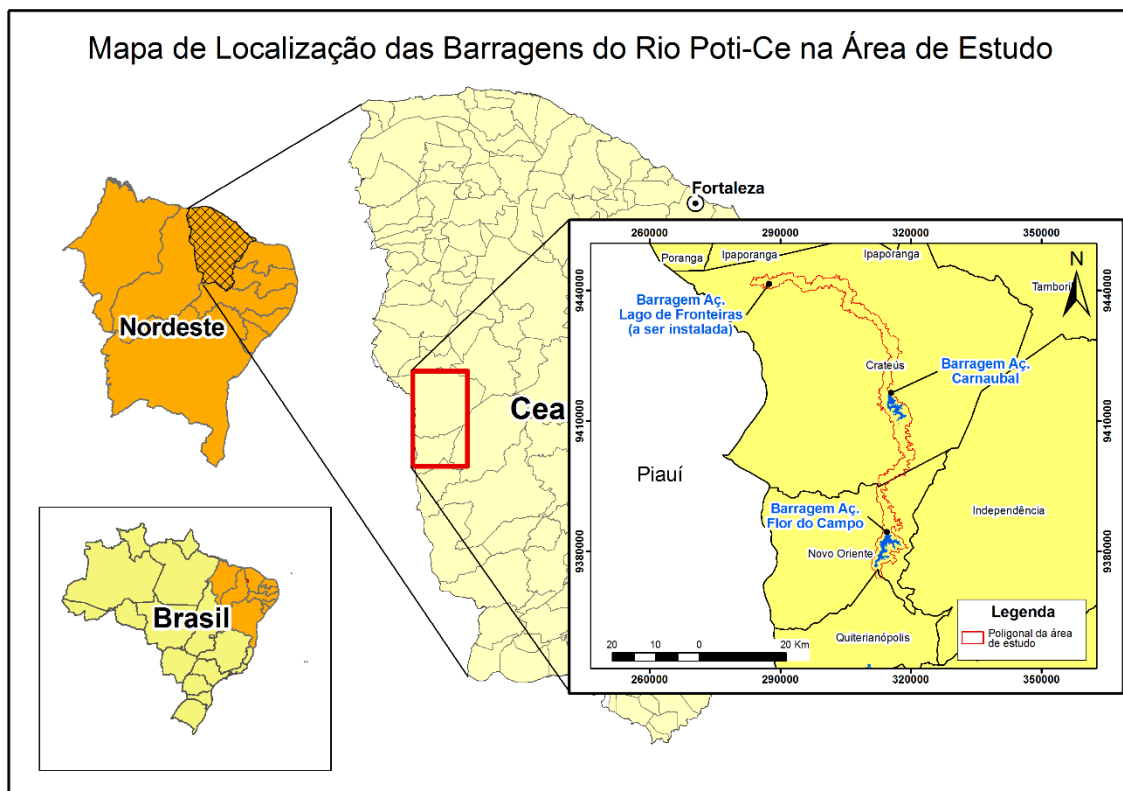 Mapa de Localização das Barragens do Rio Poti-Ce na Área de Estudo
Nordeste
Brasil
Fortaleza
Cea
260000
290000
320000
350000
9440000
9410000
9380000
9440000
9410000
9380000
Poranga
Ipaporanga
Ipaporanga
Tamboril
N
Barragem Aç.
Lago de Fronteiras
(a ser instalada)
Crateús
Barragem Aç.
Carnaubal
Piauí
Barragem Aç.
Flor do Campo
Novo Oriente
Independência
Quiterianópolis
Legenda
Poligonal da área
de estudo
20
10
0
20 Km
260000
290000
320000
350000